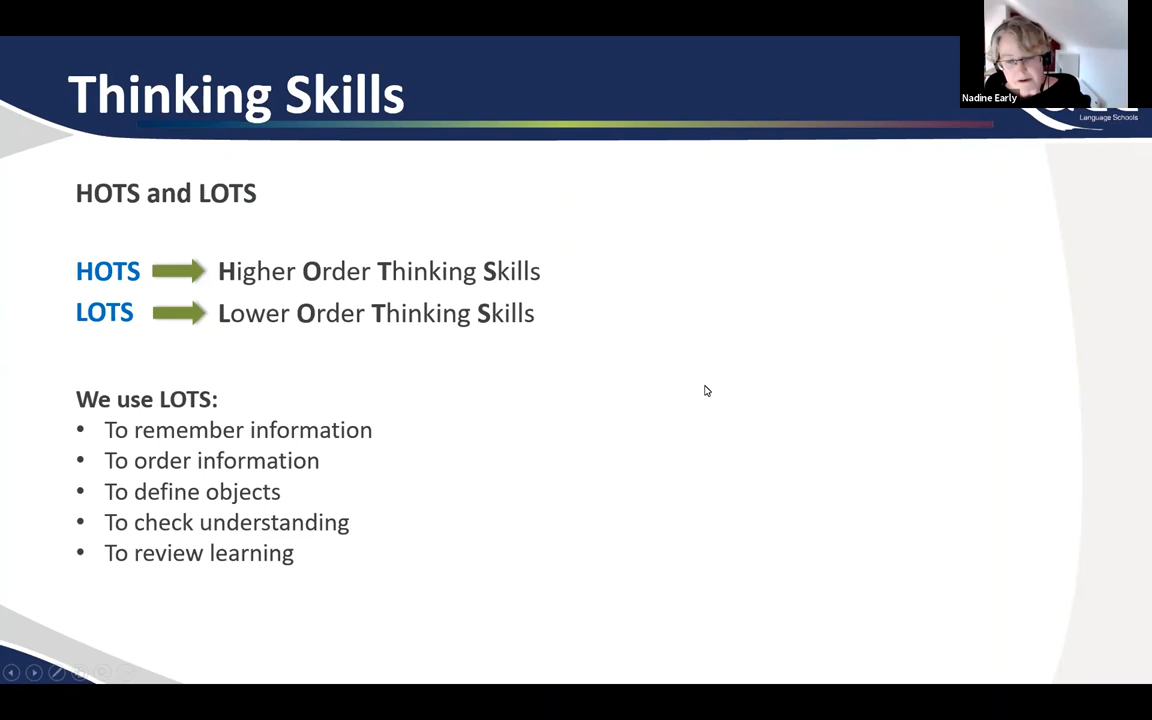 Thinking Skills
Nadine Early
Language Schools
HOTS and LOTS
HOTS Higher Order Thinking Skills
LOTS Lower Order Thinking Skills
We use LOTS:
• To remember information
• To order information
• To define objects
• To check understanding
• To review learning